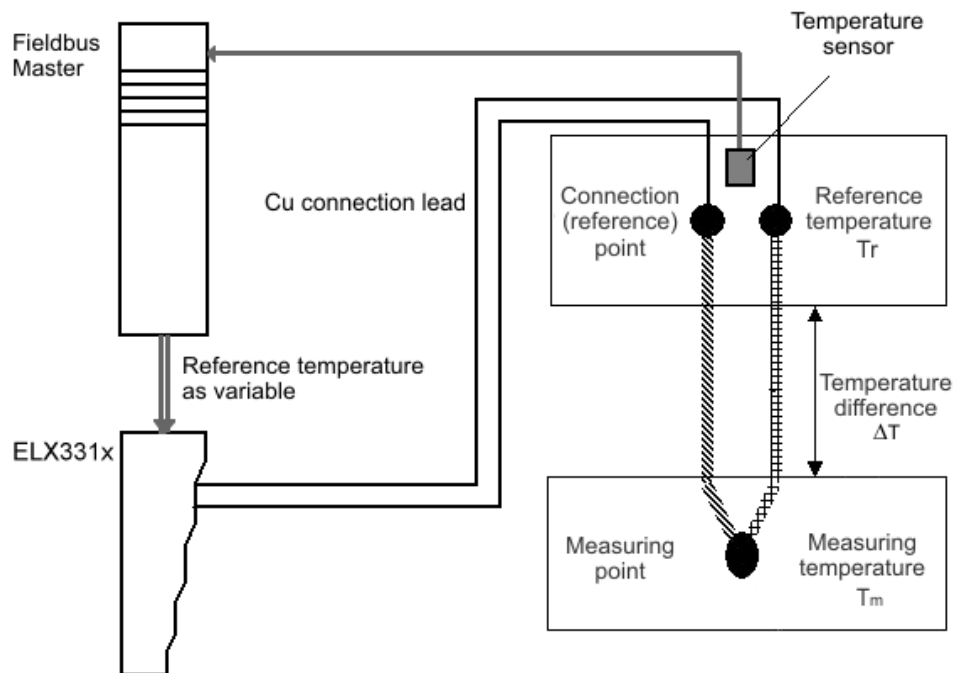 Fieldbus
Master
Temperature
sensor
Cu connection lead
Connection
(reference)
point
Reference
temperature
Tr
Reference temperature
as variable
Temperature
difference
ΔT
ELX331x
Measuring
point
Measuring
temperature
Tm